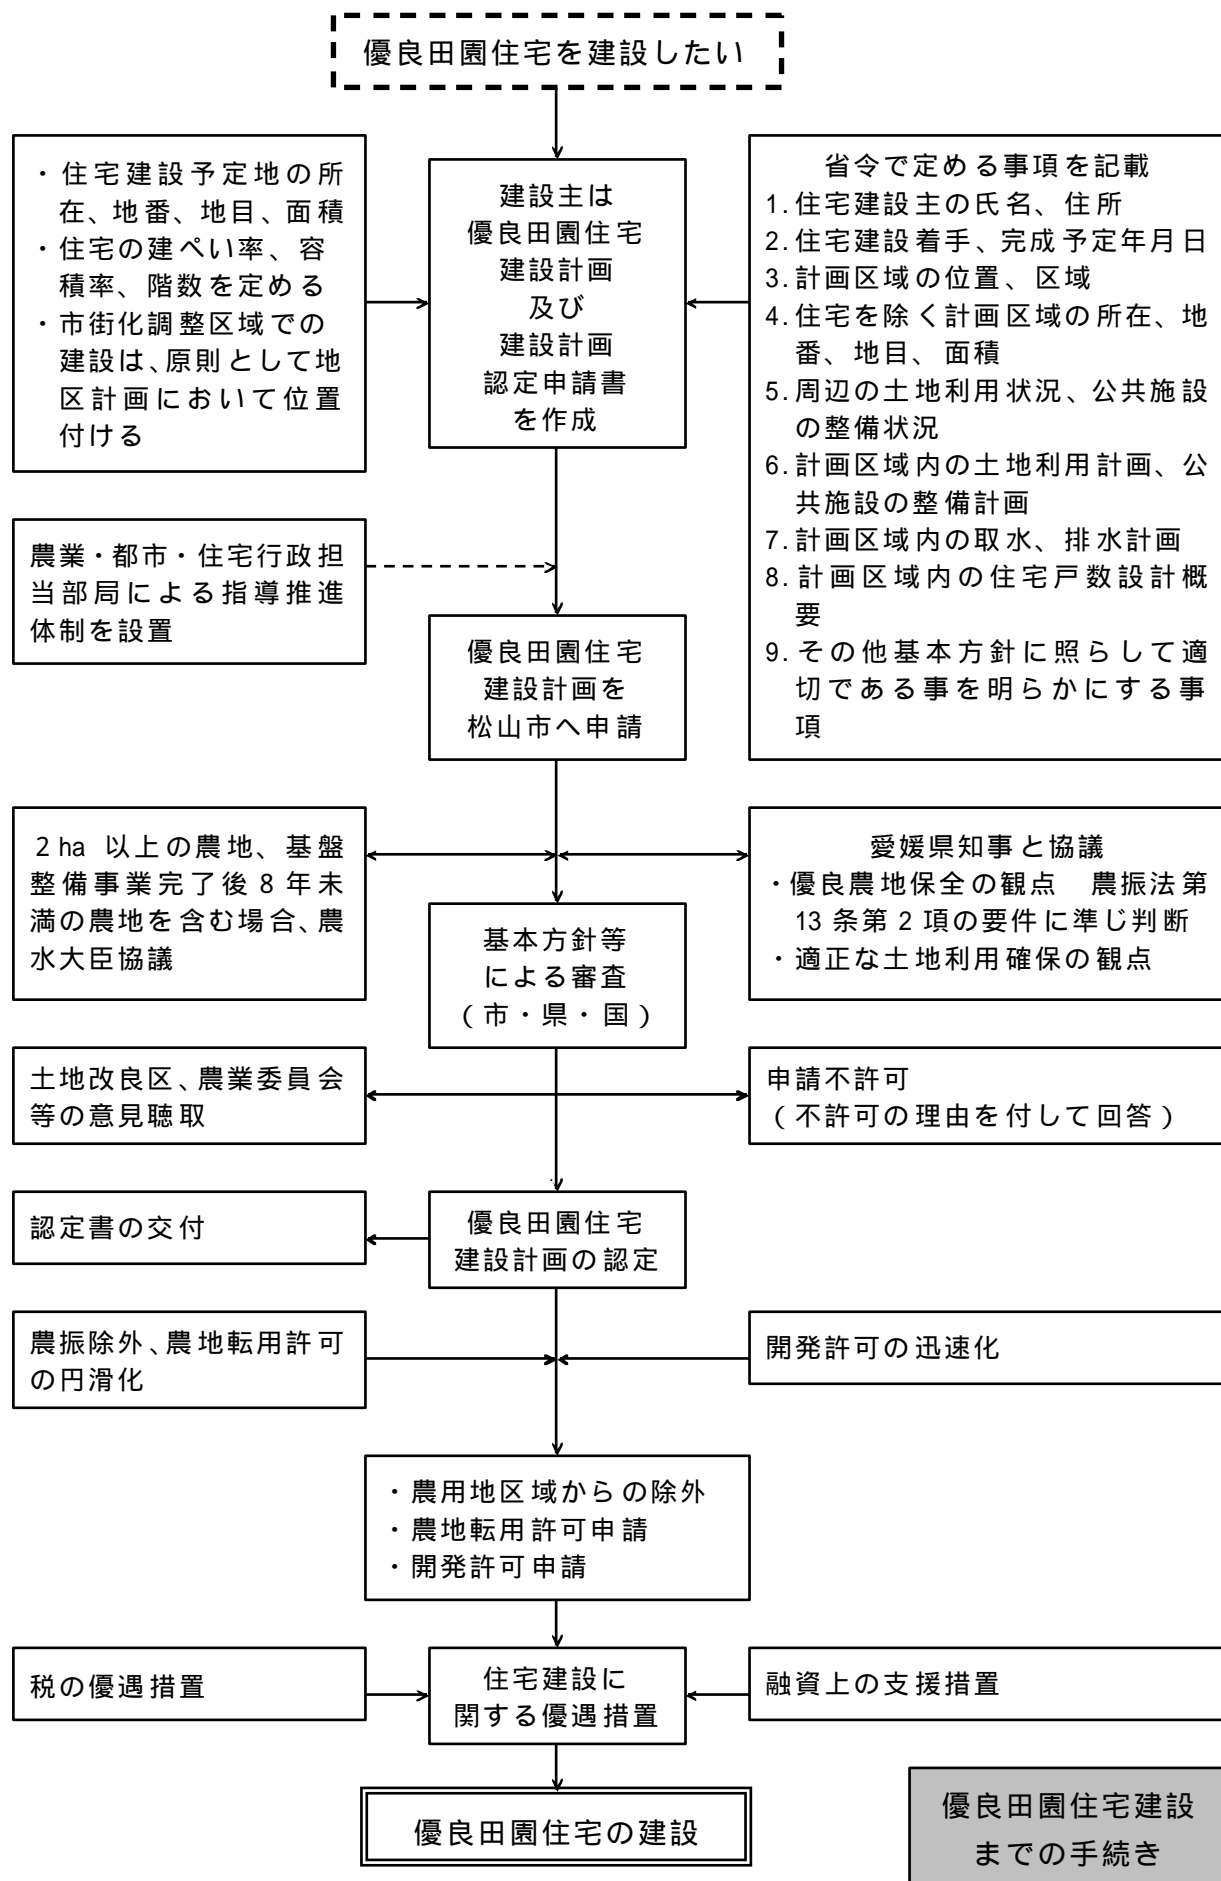 優良田園住宅を建設したい
・住宅建設予定地の所
在、地番、地目、面積
・住宅の建ぺい率、容
積率、階数を定める
・市街化調整区域での
建設は、原則として地
区計画において位置
付ける
建設主は
優良田園住宅
建設計画
及び
建設計画
認定申請書
を作成
省令で定める事項を記載
1.住宅建設主の氏名、住所
2.住宅建設着手、完成予定年月日
3.計画区域の位置、区域
4.住宅を除く計画区域の所在、地
番、地目、面積
5.周辺の土地利用状況、公共施設
の整備状況
6.計画区域内の土地利用計画、公
共施設の整備計画
7.計画区域内の取水、排水計画
8.計画区域内の住宅戸数設計概
要
9.その他基本方針に照らして適
切である事を明らかにする事
項
農業・都市・住宅行政担
当部局による指導推進
体制を設置
優良田園住宅
建設計画を
松山市へ申請
2ha 以上の農地、基盤
整備事業完了後8年未
満の農地を含む場合、農
水大臣協議
愛媛県知事と協議
・優良農地保全の観点　農振法第
13条第2項の要件に準じ判断
・適正な土地利用確保の観点
基本方針等
による審査
(市・県・国)
土地改良区、農業委員会
等の意見聴取
申請不許可
(不許可の理由を付して回答)
認定書の交付
優良田園住宅
建設計画の認定
農振除外、農地転用許可
の円滑化
開発許可の迅速化
・農用地区域からの除外
・農地転用許可申請
・開発許可申請
税の優遇措置
住宅建設に
関する優遇措置
融資上の支援措置
優良田園住宅の建設
優良田園住宅建設
までの手続き